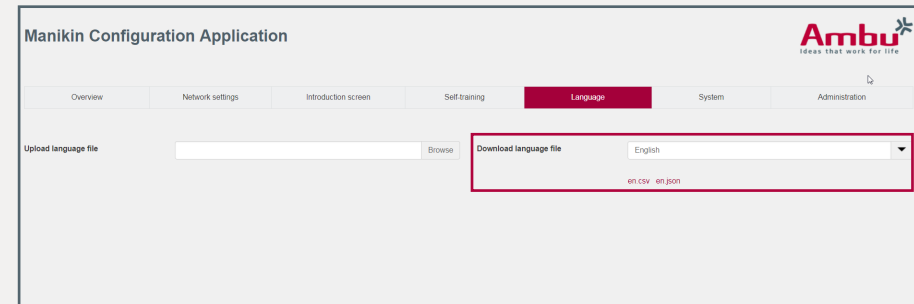 Manikin Configuration Application
Ambu
Ideas that work for life
Overview Network settings Introduction screen Self-training Language System Administration
Upload language file Browse Download language file English
en.csv en.json